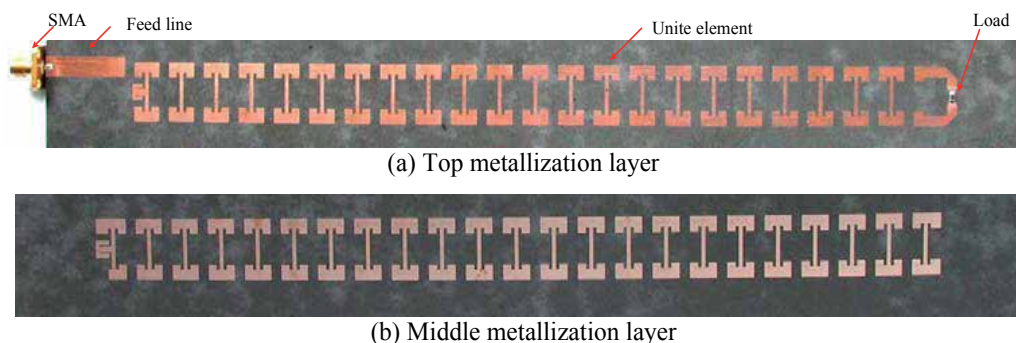 SMA
Feed line
Unite element
Load
(a) Top metallization layer
(b) Middle metallization layer